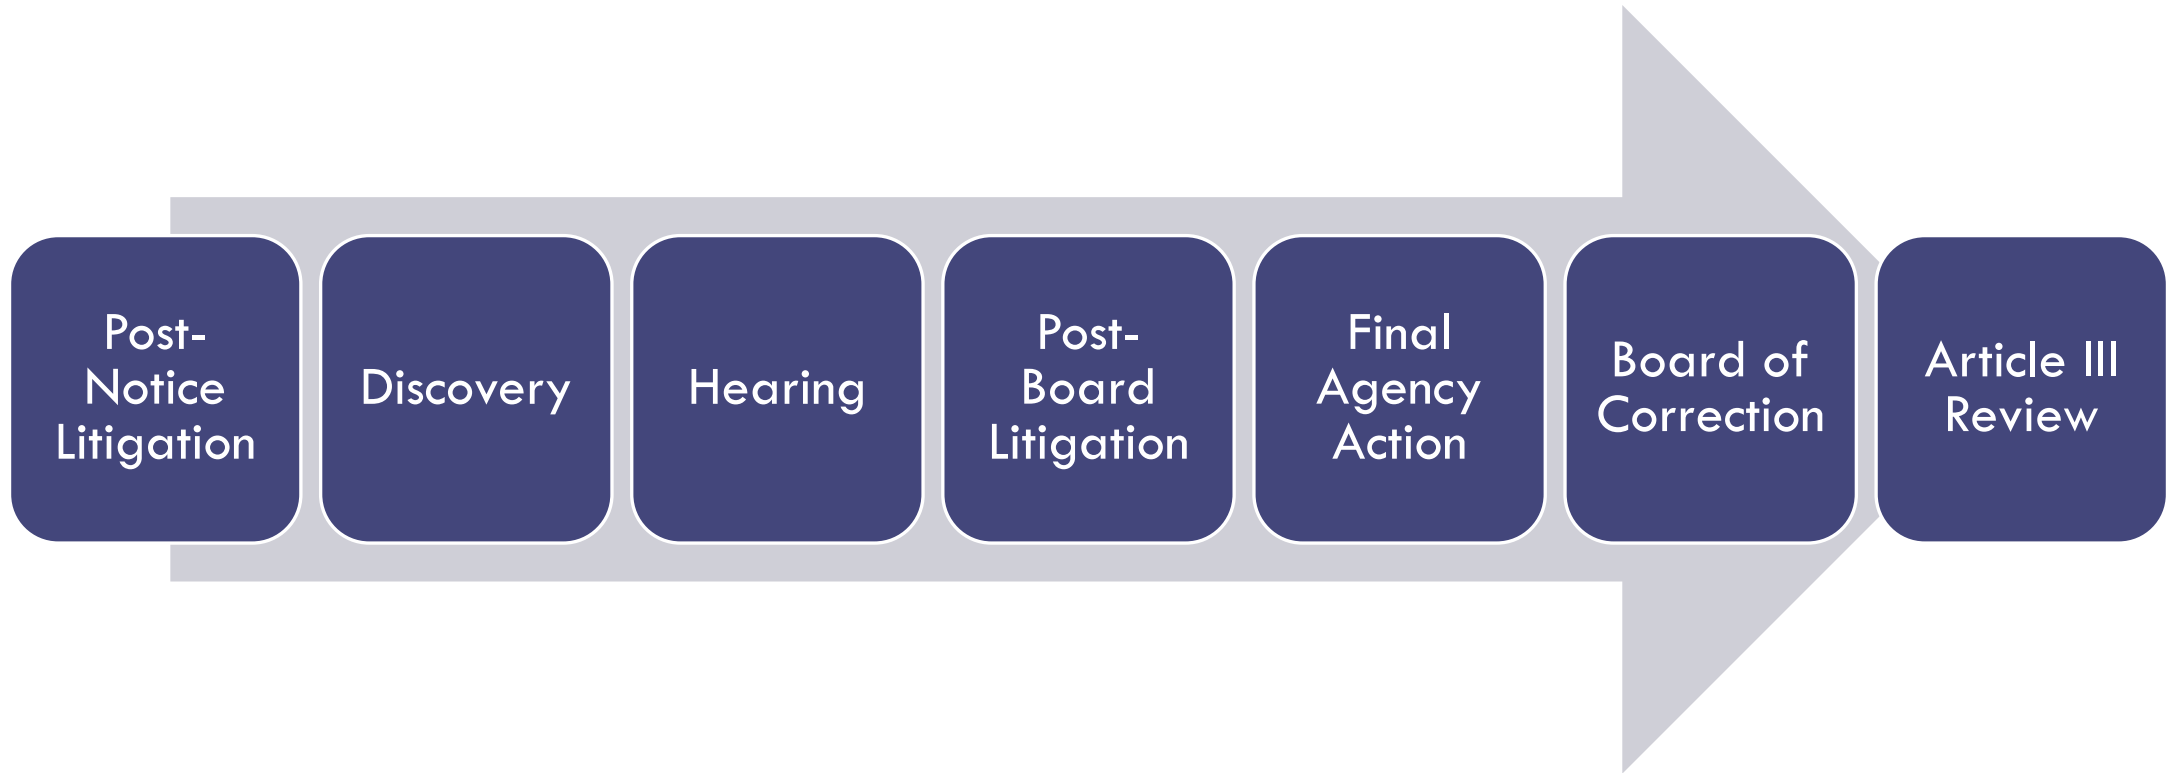 Post-
Notice
Litigation
Discovery
Hearing
Post-
Board
Litigation
Final
Agency
Action
Board of
Correction
Article III
Review